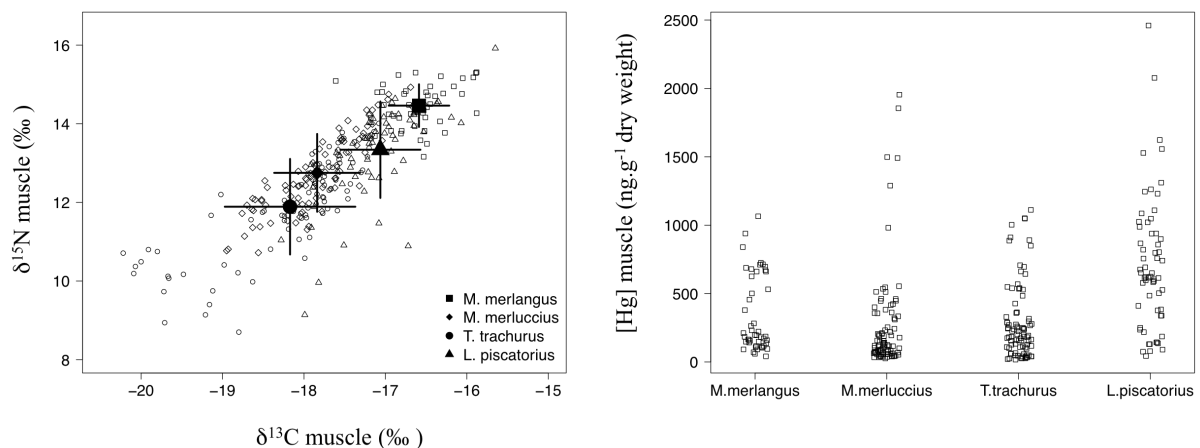 δ¹⁵N muscle (‰ )
16
14
12
10
8
M. merlangus
M. merluccius
T. trachurus
L. piscatorius
−20 −19 −18 −17 −16 −15
δ¹³C muscle (‰ )
[Hg] muscle (ng.g⁻¹ dry weight)
2500
2000
1500
1000
500
0
M.merlangus M.merluccius T.trachurus L.piscatorius